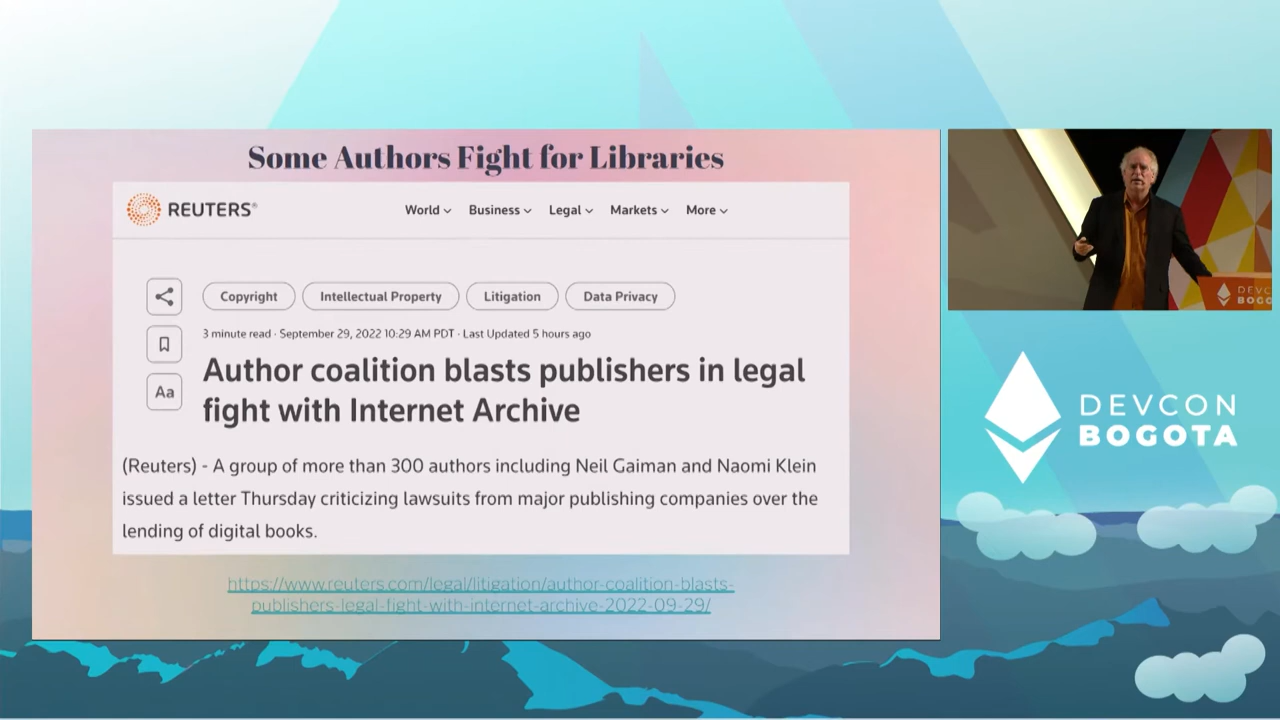 Some Authors Fight for Libraries
REUTERS®
World Business Legal Markets More
Copyright Intellectual Property Litigation Data Privacy
3 minute read · September 29, 2022 10:29 AM PDT · Last Updated 5 hours ago
Aa
Author coalition blasts publishers in legal
fight with Internet Archive
(Reuters) - A group of more than 300 authors including Neil Gaiman and Naomi Klein
issued a letter Thursday criticizing lawsuits from major publishing companies over the
lending of digital books.
https://www.reuters.com/legal/litigation/author-coalition-blasts-
publishers-legal-fight-with-internet-archive-2022-09-29/
DEVC
BOGO
DEVCON
BOGOTA